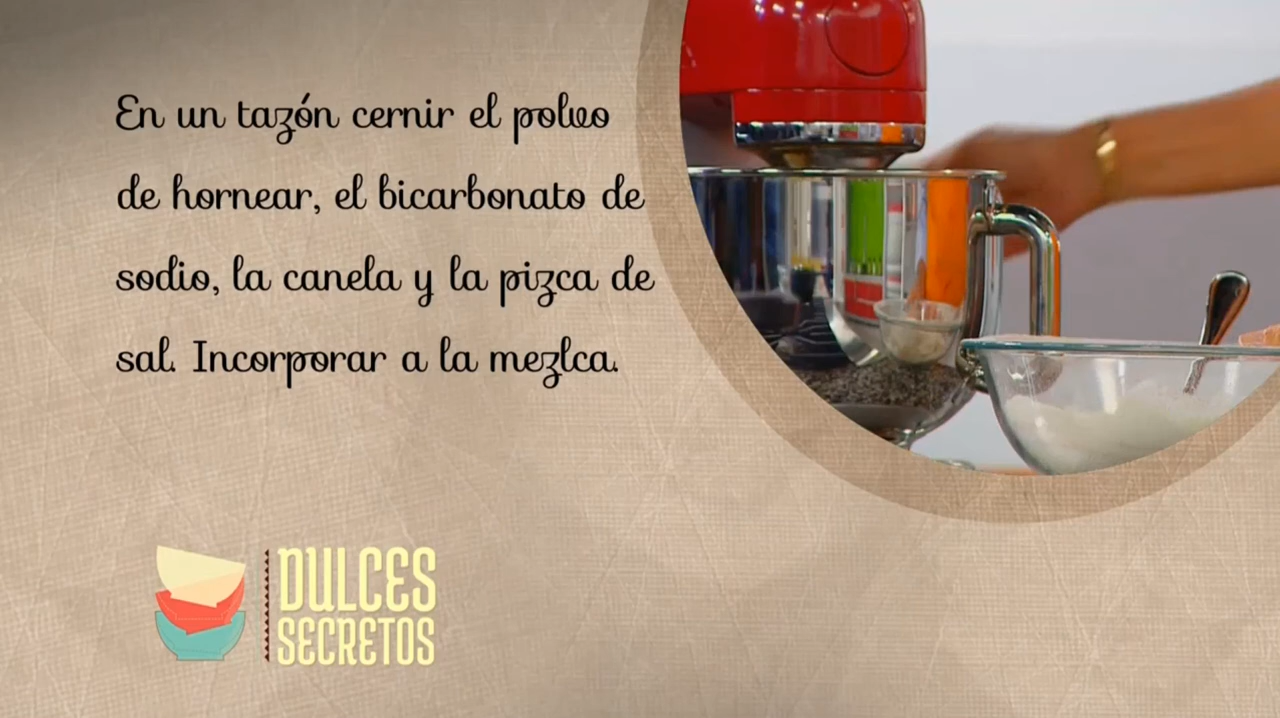 En un tazón cernir el polvo
de hornear, el bicarbonato de
sodio, la canela y la pizca de
sal. Incorporar a la mezlca.
DULCES
SECRETOS